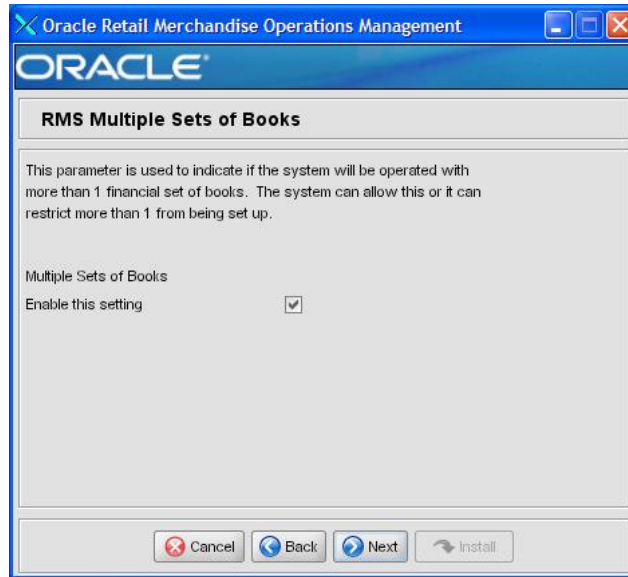 Oracle Retail Merchandise Operations Management
ORACLE
RMS Multiple Sets of Books
This parameter is used to indicate if the system will be operated with
more than 1 financial set of books. The system can allow this or it can
restrict more than 1 from being set up.
Multiple Sets of Books
Enable this setting
Cancel Back Next Install